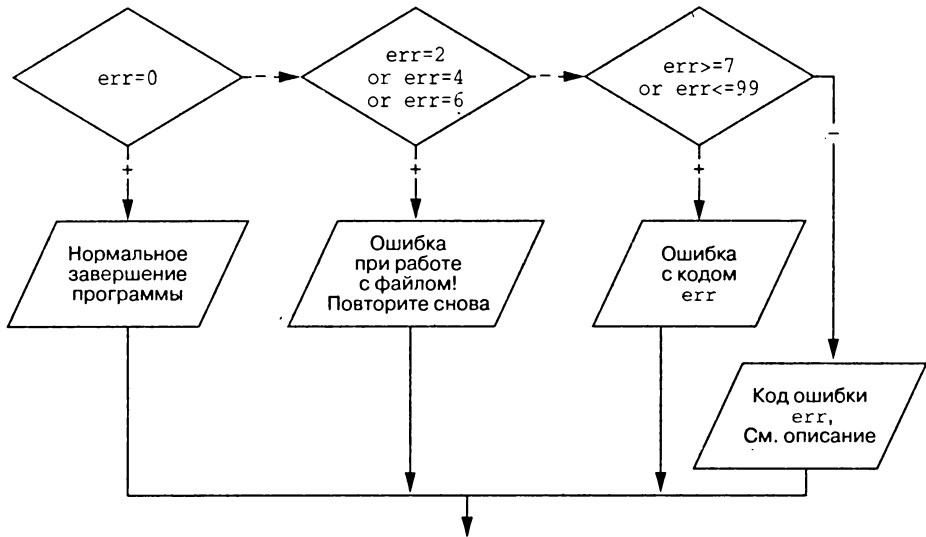 err=0
err=2
or err=4
or err=6
err>=7
or err<=99
–
–
–
+
+
+
Нормальное
завершение
программы
Ошибка
при работе
с файлом!
Повторите снова
Ошибка
с кодом
err
Код ошибки
err,
См. описание